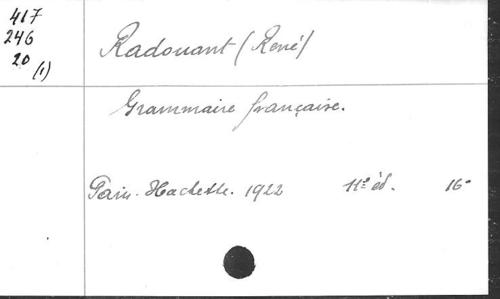 417
246
20
(1)
Radouant (René)
Grammaire française.
Paris. Hachette. 1922 11e éd. 16°